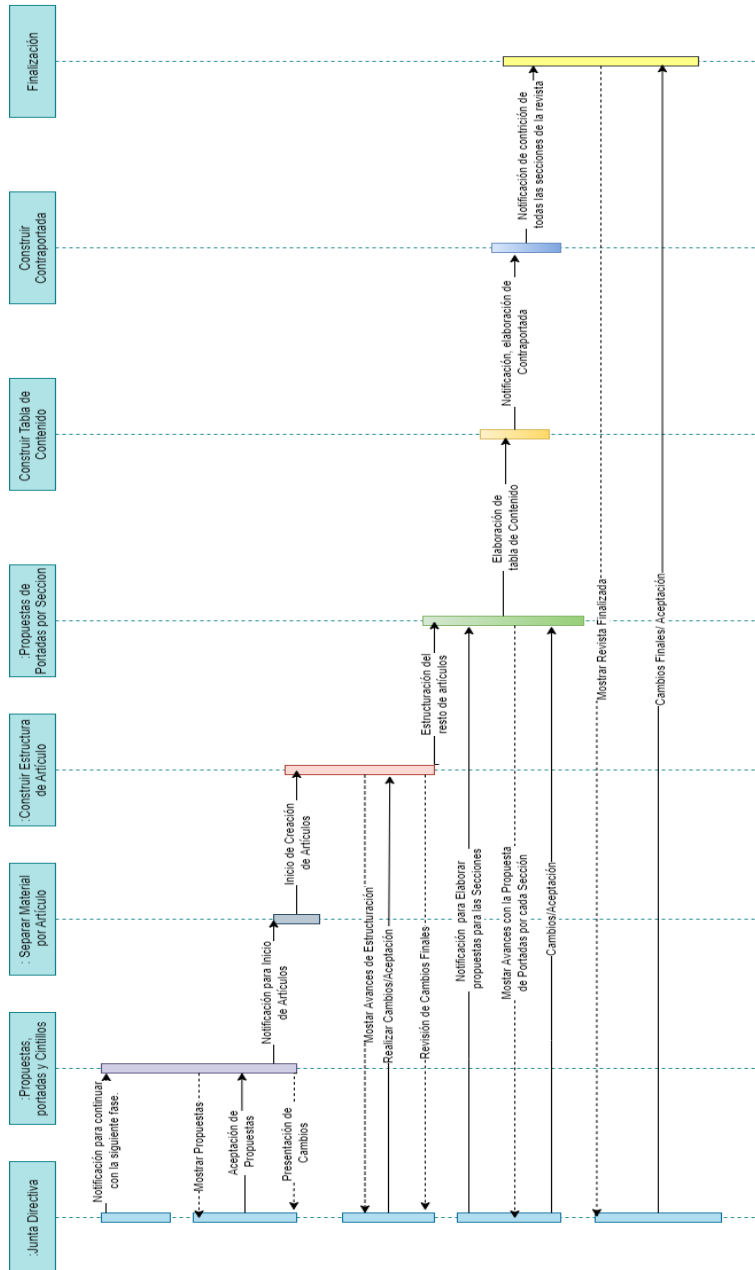 :Junta Directiva
:Propuestas,
portadas y Cintillos
: Separar Material
por Artículo
:Construir Estructura
de Artículo
:Propuestas de
Portadas por Seccion
Construir Tabla de
Contenido
Construir
Contraportada
Finalización
Notificación para continuar
con la siguiente fase.
Mostrar Propuestas
Aceptación de
Propuestas
Presentación de
Cambios
Notificación para Inicio
de Artículos
Inicio de Creación
de Artículos
Mostar Avances de Estructuración
Realizar Cambios/Aceptación
Revisión de Cambios Finales
Estructuración del
resto de artículos
Notificación para Elaborar
propuestas para las Secciones
Mostar Avances con la Propuesta
de Portadas por cada Sección
Cambios/Aceptación
Elaboración de
tabla de Contenido
Notificación, elaboración de
Contraportada
Notificación de contrición de
todas las secciones de la revista
Mostrar Revista Finalizada
Cambios Finales/ Aceptación